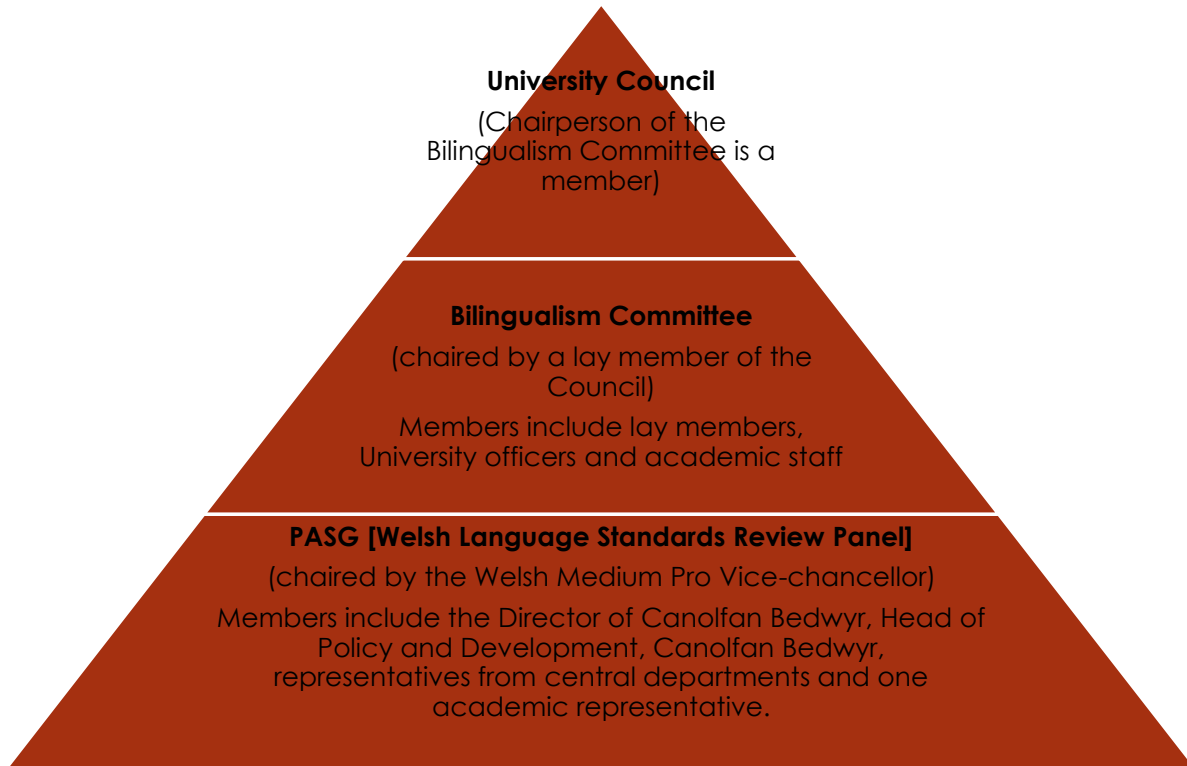 University Council
(Chairperson of the
Bilingualism Committee is a
member)
Bilingualism Committee
(chaired by a lay member of the
Council)
Members include lay members,
University officers and academic staff
PASG [Welsh Language Standards Review Panel]
(chaired by the Welsh Medium Pro Vice-chancellor)
Members include the Director of Canolfan Bedwyr, Head of
Policy and Development, Canolfan Bedwyr,
representatives from central departments and one
academic representative.